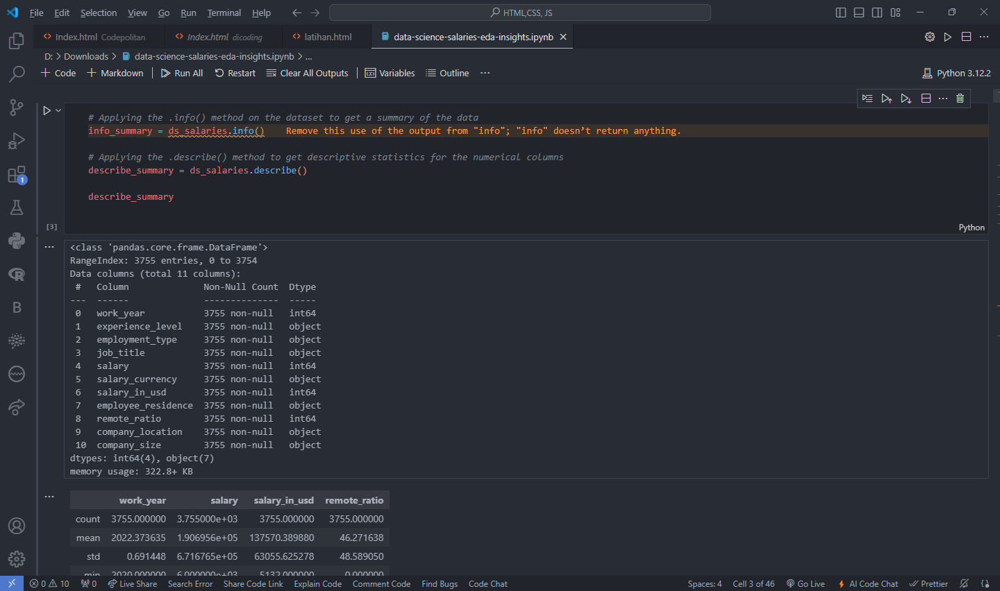 File Edit Selection View Go Run Terminal Help HTML,CSS, JS
Index.html Codepolitan Index.html dicoding latihan.html data-science-salaries-eda-insights.ipynb
D: > Downloads > data-science-salaries-eda-insights.ipynb > ...
Code Markdown Run All Restart Clear All Outputs Variables Outline ... Python 3.12.2
# Applying the .info() method on the dataset to get a summary of the data
info_summary = ds_salaries.info() Remove this use of the output from "info"; "info" doesn’t return anything.
# Applying the .describe() method to get descriptive statistics for the numerical columns
describe_summary = ds_salaries.describe()
describe_summary
[3] Python
<class 'pandas.core.frame.DataFrame'>
RangeIndex: 3755 entries, 0 to 3754
Data columns (total 11 columns):
# Column Non-Null Count Dtype
--- ------ -------------- -----
0 work_year 3755 non-null int64
1 experience_level 3755 non-null object
2 employment_type 3755 non-null object
3 job_title 3755 non-null object
4 salary 3755 non-null int64
5 salary_currency 3755 non-null object
6 salary_in_usd 3755 non-null int64
7 employee_residence 3755 non-null object
8 remote_ratio 3755 non-null int64
9 company_location 3755 non-null object
10 company_size 3755 non-null object
dtypes: int64(4), object(7)
memory usage: 322.8+ KB
work_year salary salary_in_usd remote_ratio
count 3755.000000 3.755000e+03 3755.000000 3755.000000
mean 2022.373635 1.906956e+05 137570.389880 46.271638
std 0.691448 6.716765e+05 63055.625278 48.589050
min 2020.000000 6.000000e+03 5132.000000 0.000000
1
B
0 10 0 Live Share Search Error Share Code Link Explain Code Comment Code Find Bugs Code Chat Spaces: 4 Cell 3 of 46 Go Live AI Code Chat Prettier